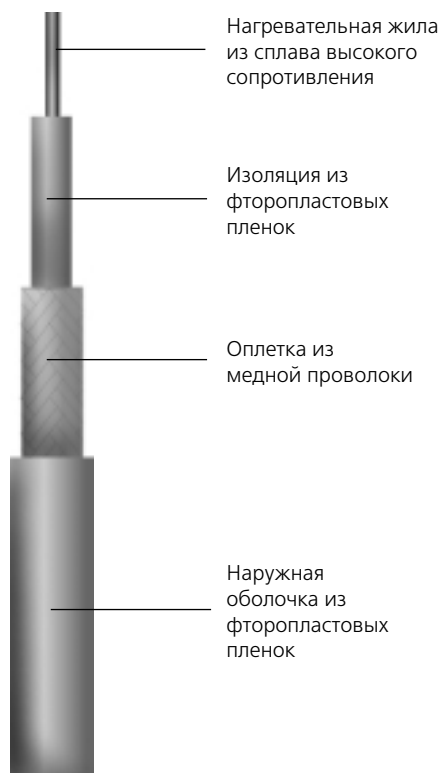 Нагревательная жила
из сплава высокого
сопротивления
Изоляция из
фторопластовых
пленок
Оплетка из
медной проволоки
Наружная
оболочка из
фторопластовых
пленок